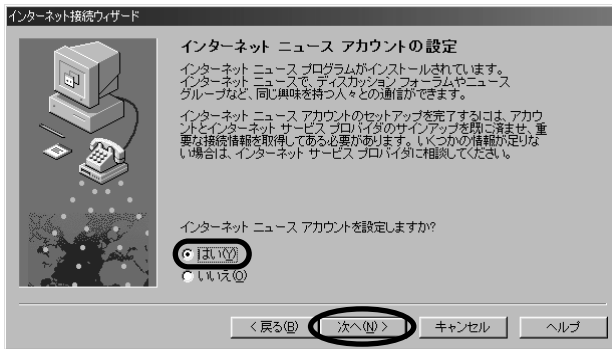 インターネット接続ウィザード
インターネット ニュース アカウントの設定
インターネット ニュース プログラムがインストールされています。
インターネット ニュースで、ディスカッション フォーラムやニュース
グループなど、同じ興味を持つ人々との通信ができます。
インターネット ニュース アカウントのセットアップを完了するには、アカウ
ントとインターネット サービス プロバイダのサインアップを既に済ませ、重
要な接続情報を取得してある必要があります。いくつかの情報が足りな
い場合は、インターネット サービス プロバイダに相談してください。
インターネット ニュース アカウントを設定しますか?
はい(Y)
いいえ(O)
< 戻る(B)
次へ(N) >
キャンセル
ヘルプ